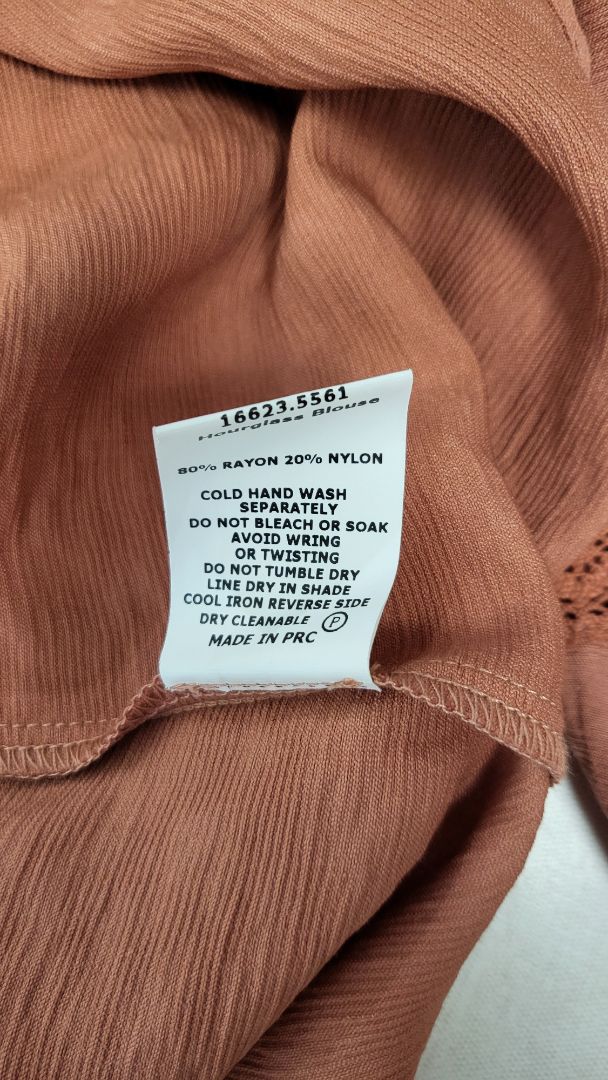 16623.5561
Hourglass Blouse
80% RAYON 20% NYLON
COLD HAND WASH
SEPARATELY
DO NOT BLEACH OR SOAK
AVOID WRING
OR TWISTING
DO NOT TUMBLE DRY
LINE DRY IN SHADE
COOL IRON REVERSE SIDE
DRY CLEANABLE P
MADE IN PRC